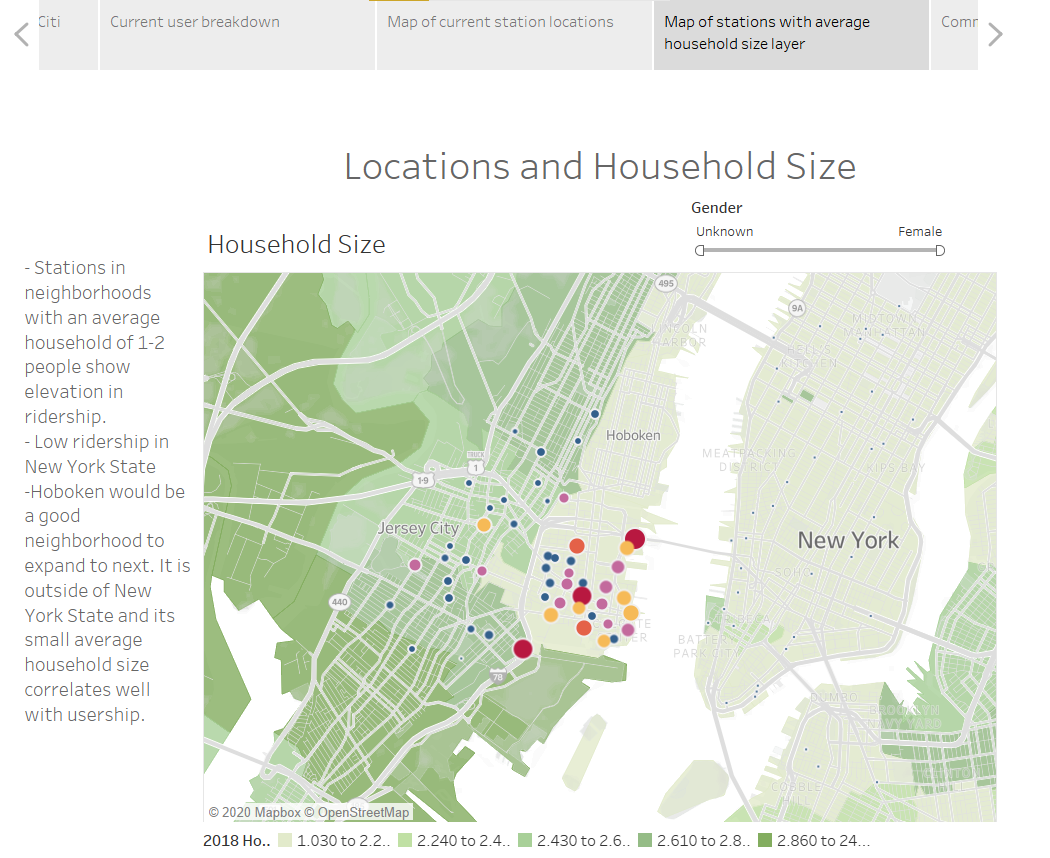 Citi
Current user breakdown
Map of current station locations
Map of stations with average
household size layer
Comm
Locations and Household Size
Gender
Unknown
Female
Household Size
- Stations in
neighborhoods
with an average
household of 1-2
people show
elevation in
ridership.
- Low ridership in
New York State
-Hoboken would be
a good
neighborhood to
expand to next. It is
outside of New
York State and its
small average
household size
correlates well
with usership.
495
9A
LINCOLN
HARBOR
MIDTOWN
MANHATTAN
HELL'S
KITCHEN
Hoboken
MEATPACKING
DISTRICT
KIPS BAY
TRUCK
1
1-9
Jersey City
New York
SOHO
440
TRIBECA
BATTERY
PARK CITY
78
DUMBO
BROOKLYN
NAVY YARD
COBBLE
HILL
© 2020 Mapbox © OpenStreetMap
2018 Ho.. 1.030 to 2.2.. 2.240 to 2.4.. 2.430 to 2.6.. 2.610 to 2.8.. 2.860 to 24...